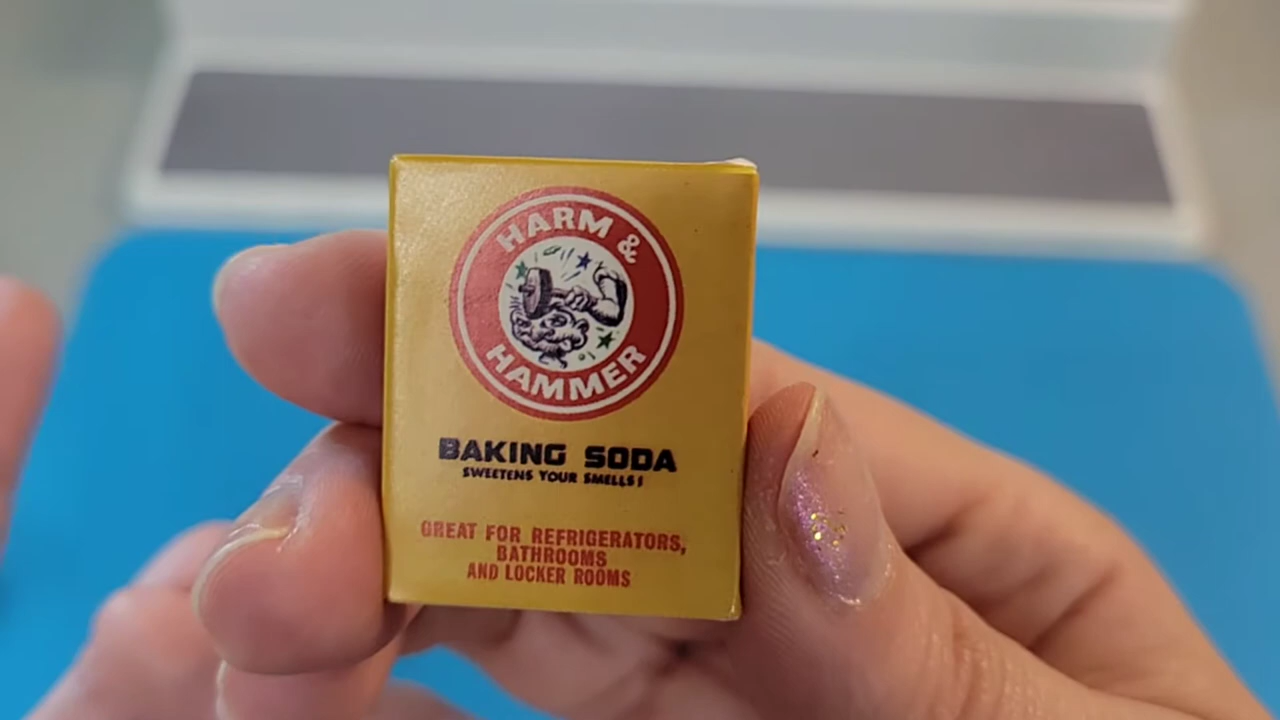 HARM &
HAMMER
BAKING SODA
SWEETENS YOUR SMELLS!
GREAT FOR REFRIGERATORS,
BATHROOMS
AND LOCKER ROOMS